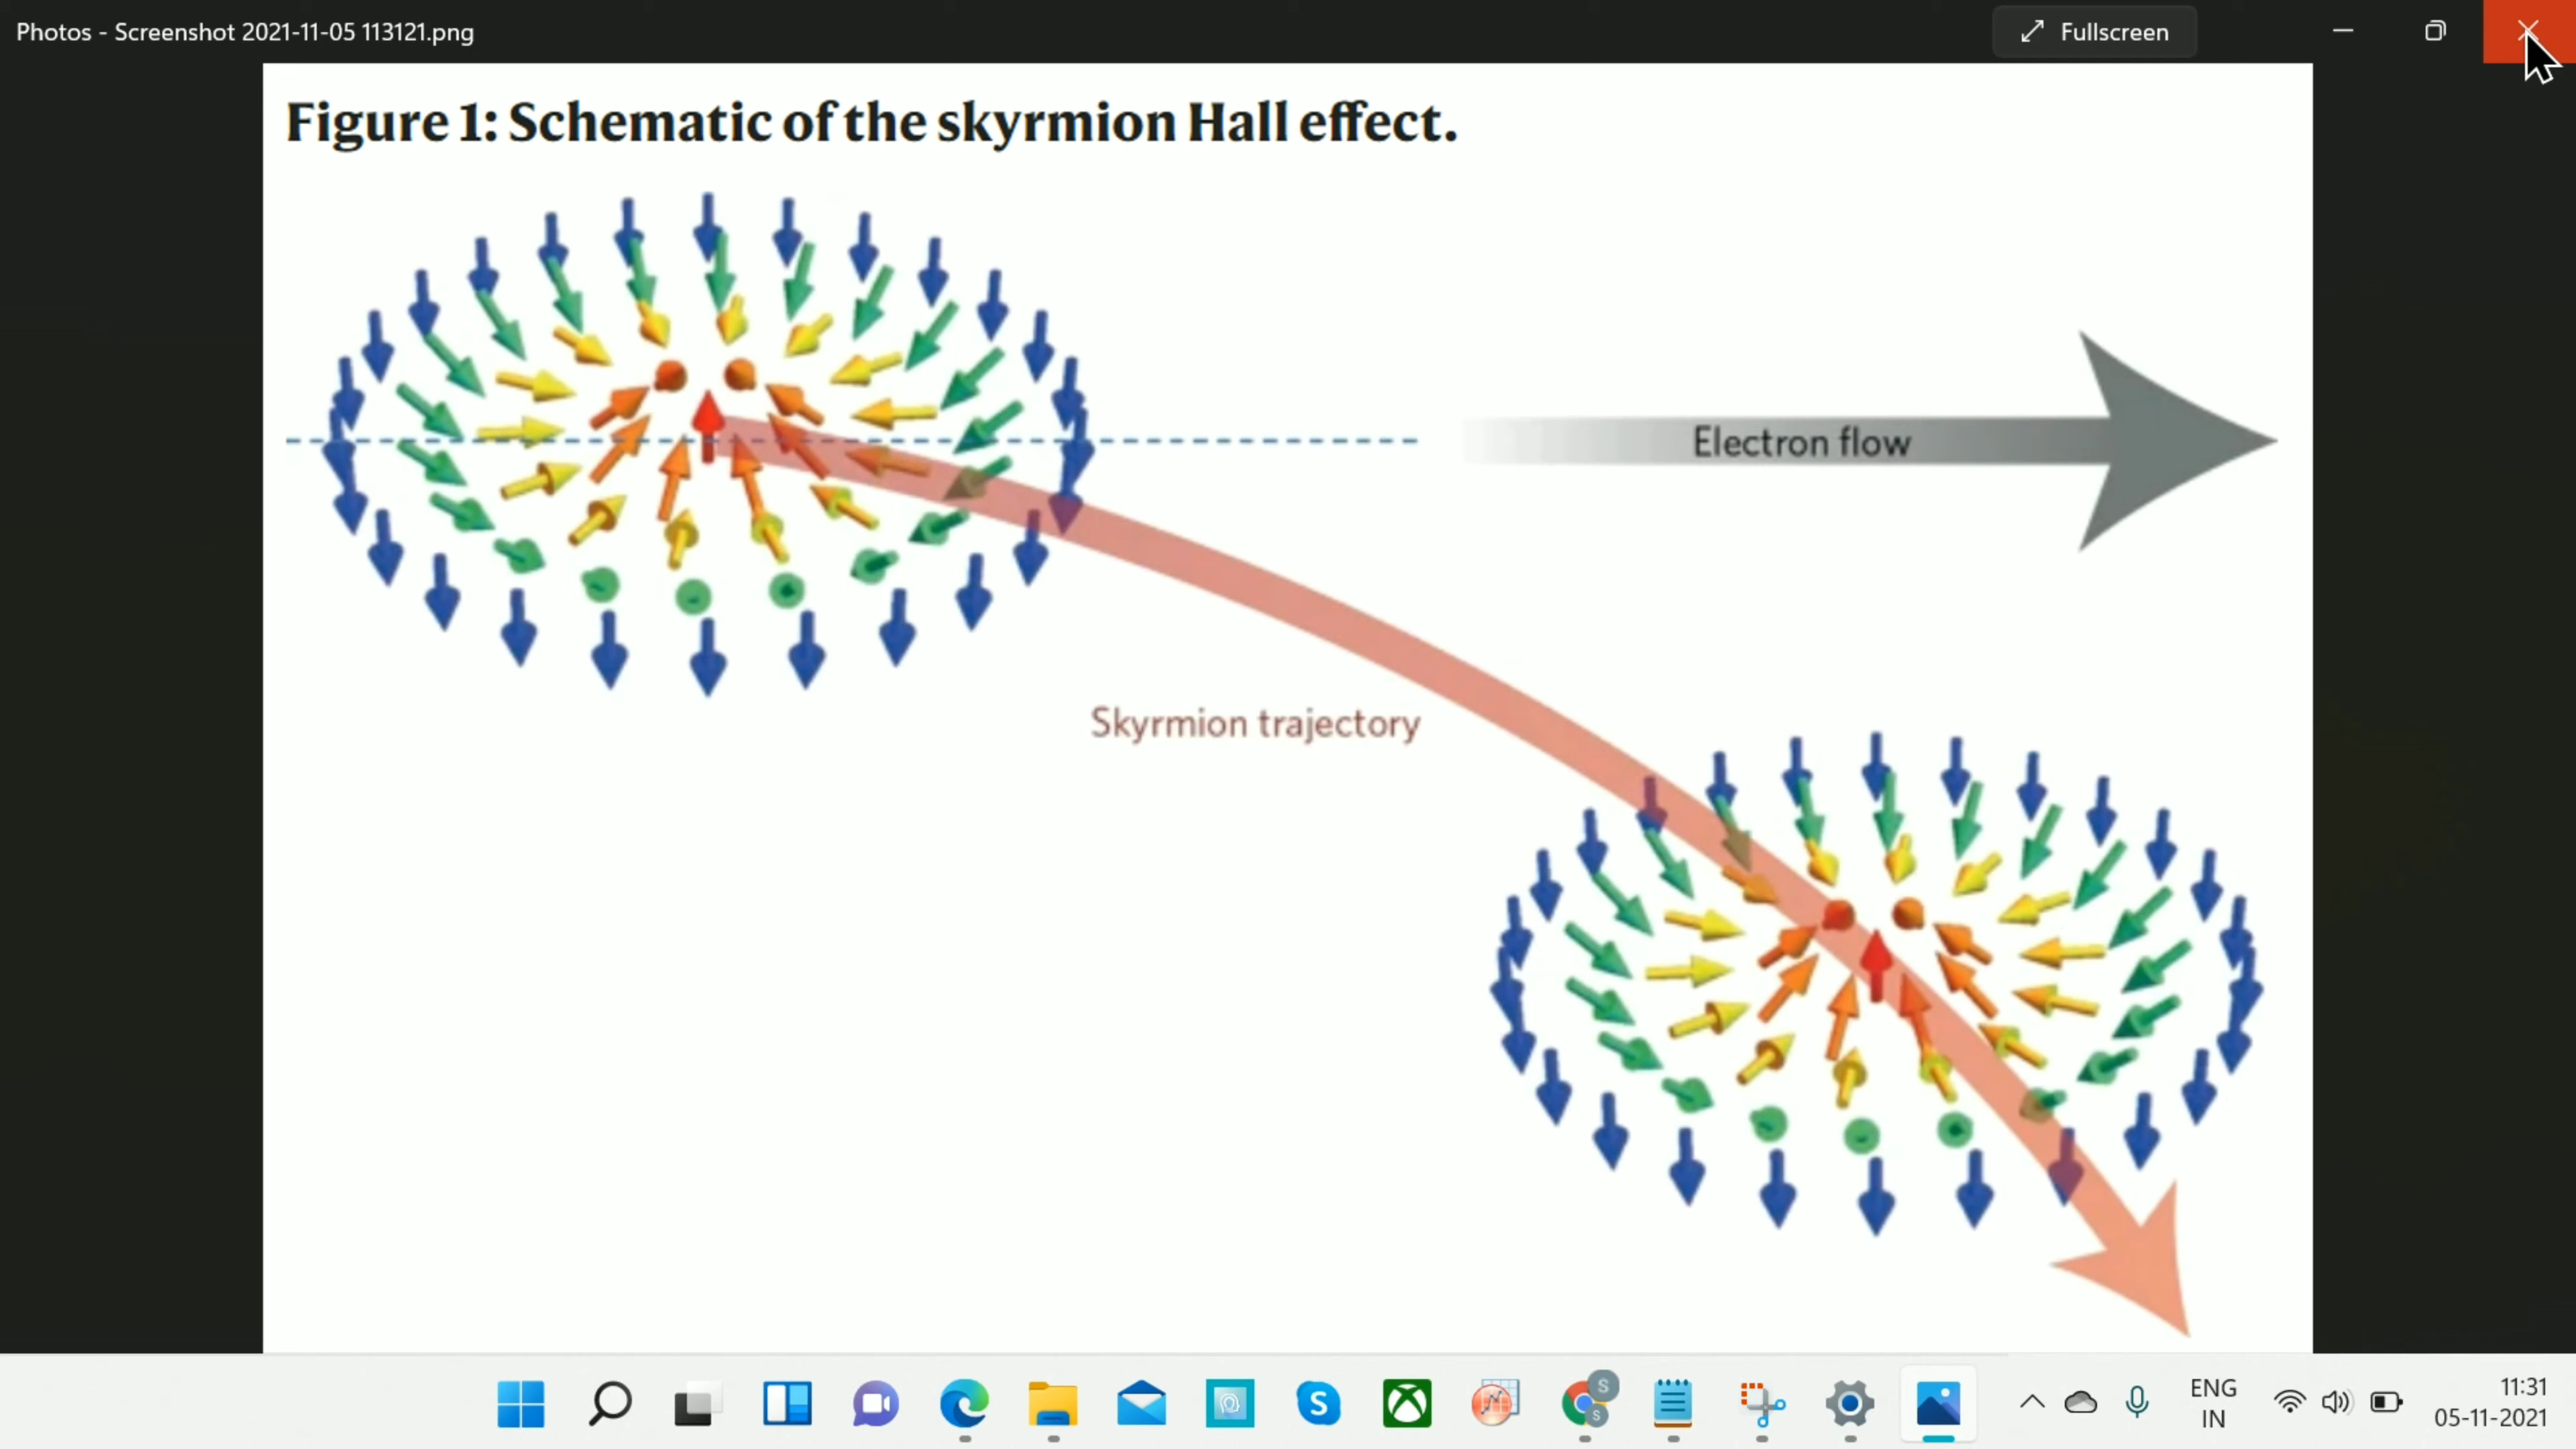 Photos - Screenshot 2021-11-05 113121.png
Fullscreen
Figure 1: Schematic of the skyrmion Hall effect.
Electron flow
Skyrmion trajectory
S
S
S
ENG
IN
11:31
05-11-2021